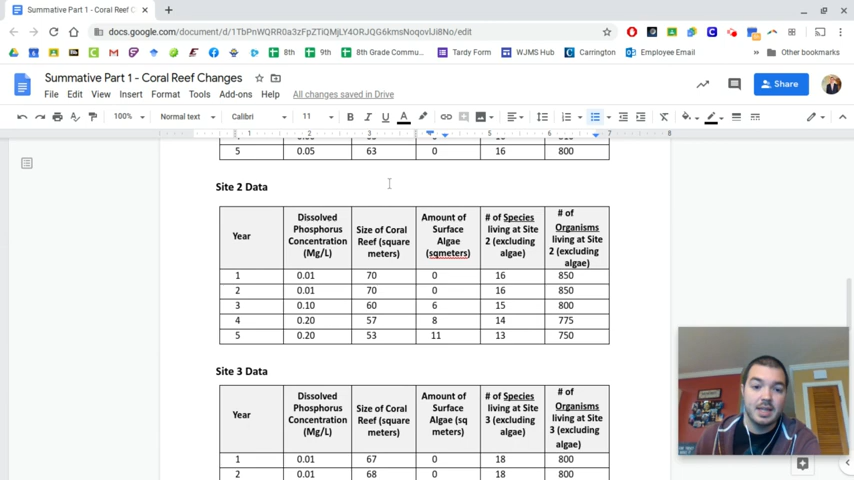 Summative Part 1 - Coral Reef C
docs.google.com/document/d/1TbPnWQRR0a3zFpZTiQMjLY4ORJQG6kmsNoqovlJi8No/edit
8th 9th 8th Grade Commu... Tardy Form WJMS Hub Carrington Employee Email Other bookmarks
Summative Part 1 - Coral Reef Changes
File Edit View Insert Format Tools Add-ons Help All changes saved in Drive
Share
100% Normal text Calibri 11
1 2 3 4 5 6 7 8
5 0.05 63 0 16 800
Site 2 Data
Year
Dissolved Phosphorus Concentration (Mg/L)
Size of Coral Reef (square meters)
Amount of Surface Algae (sqmeters)
# of Species living at Site 2 (excluding algae)
# of Organisms living at Site 2 (excluding algae)
1 0.01 70 0 16 850
2 0.01 70 0 16 850
3 0.10 60 6 15 800
4 0.20 57 8 14 775
5 0.20 53 11 13 750
Site 3 Data
Year
Dissolved Phosphorus Concentration (Mg/L)
Size of Coral Reef (square meters)
Amount of Surface Algae (sq meters)
# of Species living at Site 3 (excluding algae)
# of Organisms living at Site 3 (excluding algae)
1 0.01 67 0 18 800
2 0.01 68 0 18 800